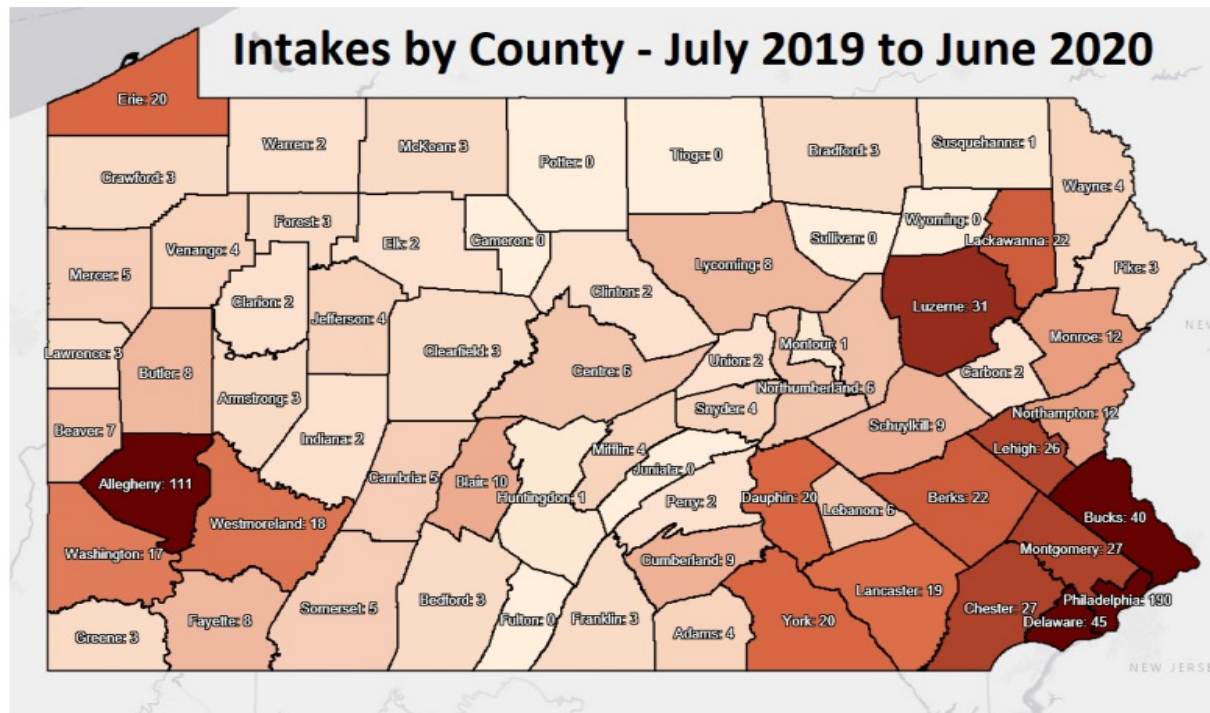 Intakes by County - July 2019 to June 2020
Erie: 20
Warren: 2
McKean: 3
Potter: 0
Tioga: 0
Bradford: 3
Susquehanna: 1
Crawford: 3
Wayne: 4
Forest: 3
Wyoming: 0
Venango: 4
Elk: 2
Cameron: 0
Sullivan: 0
Lackawanna: 22
Mercer: 5
Lycoming: 8
Pike: 3
Clarion: 2
Clinton: 2
Jefferson: 4
Luzerne: 31
NEW
Lawrence: 3
Clearfield: 3
Montour: 1
Monroe: 12
Butler: 8
Centre: 6
Union: 2
Carbon: 2
Armstrong: 3
Northumberland: 6
Snyder: 4
Northampton: 12
Beaver: 7
Schuylkill: 9
Indiana: 2
Mifflin: 4
Lehigh: 26
Juniata: 0
Allegheny: 111
Cambria: 5
Blair: 10
Huntingdon: 1
Perry: 2
Dauphin: 20
Lebanon: 6
Berks: 22
Bucks: 40
Westmoreland: 18
Washington: 17
Cumberland: 9
Montgomery: 27
Lancaster: 19
Philadelphia: 190
Somerset: 5
Bedford: 3
Chester: 27
Greene: 3
Fayette: 8
Fulton: 0
Franklin: 3
Adams: 4
York: 20
Delaware: 45
NEW JERSE